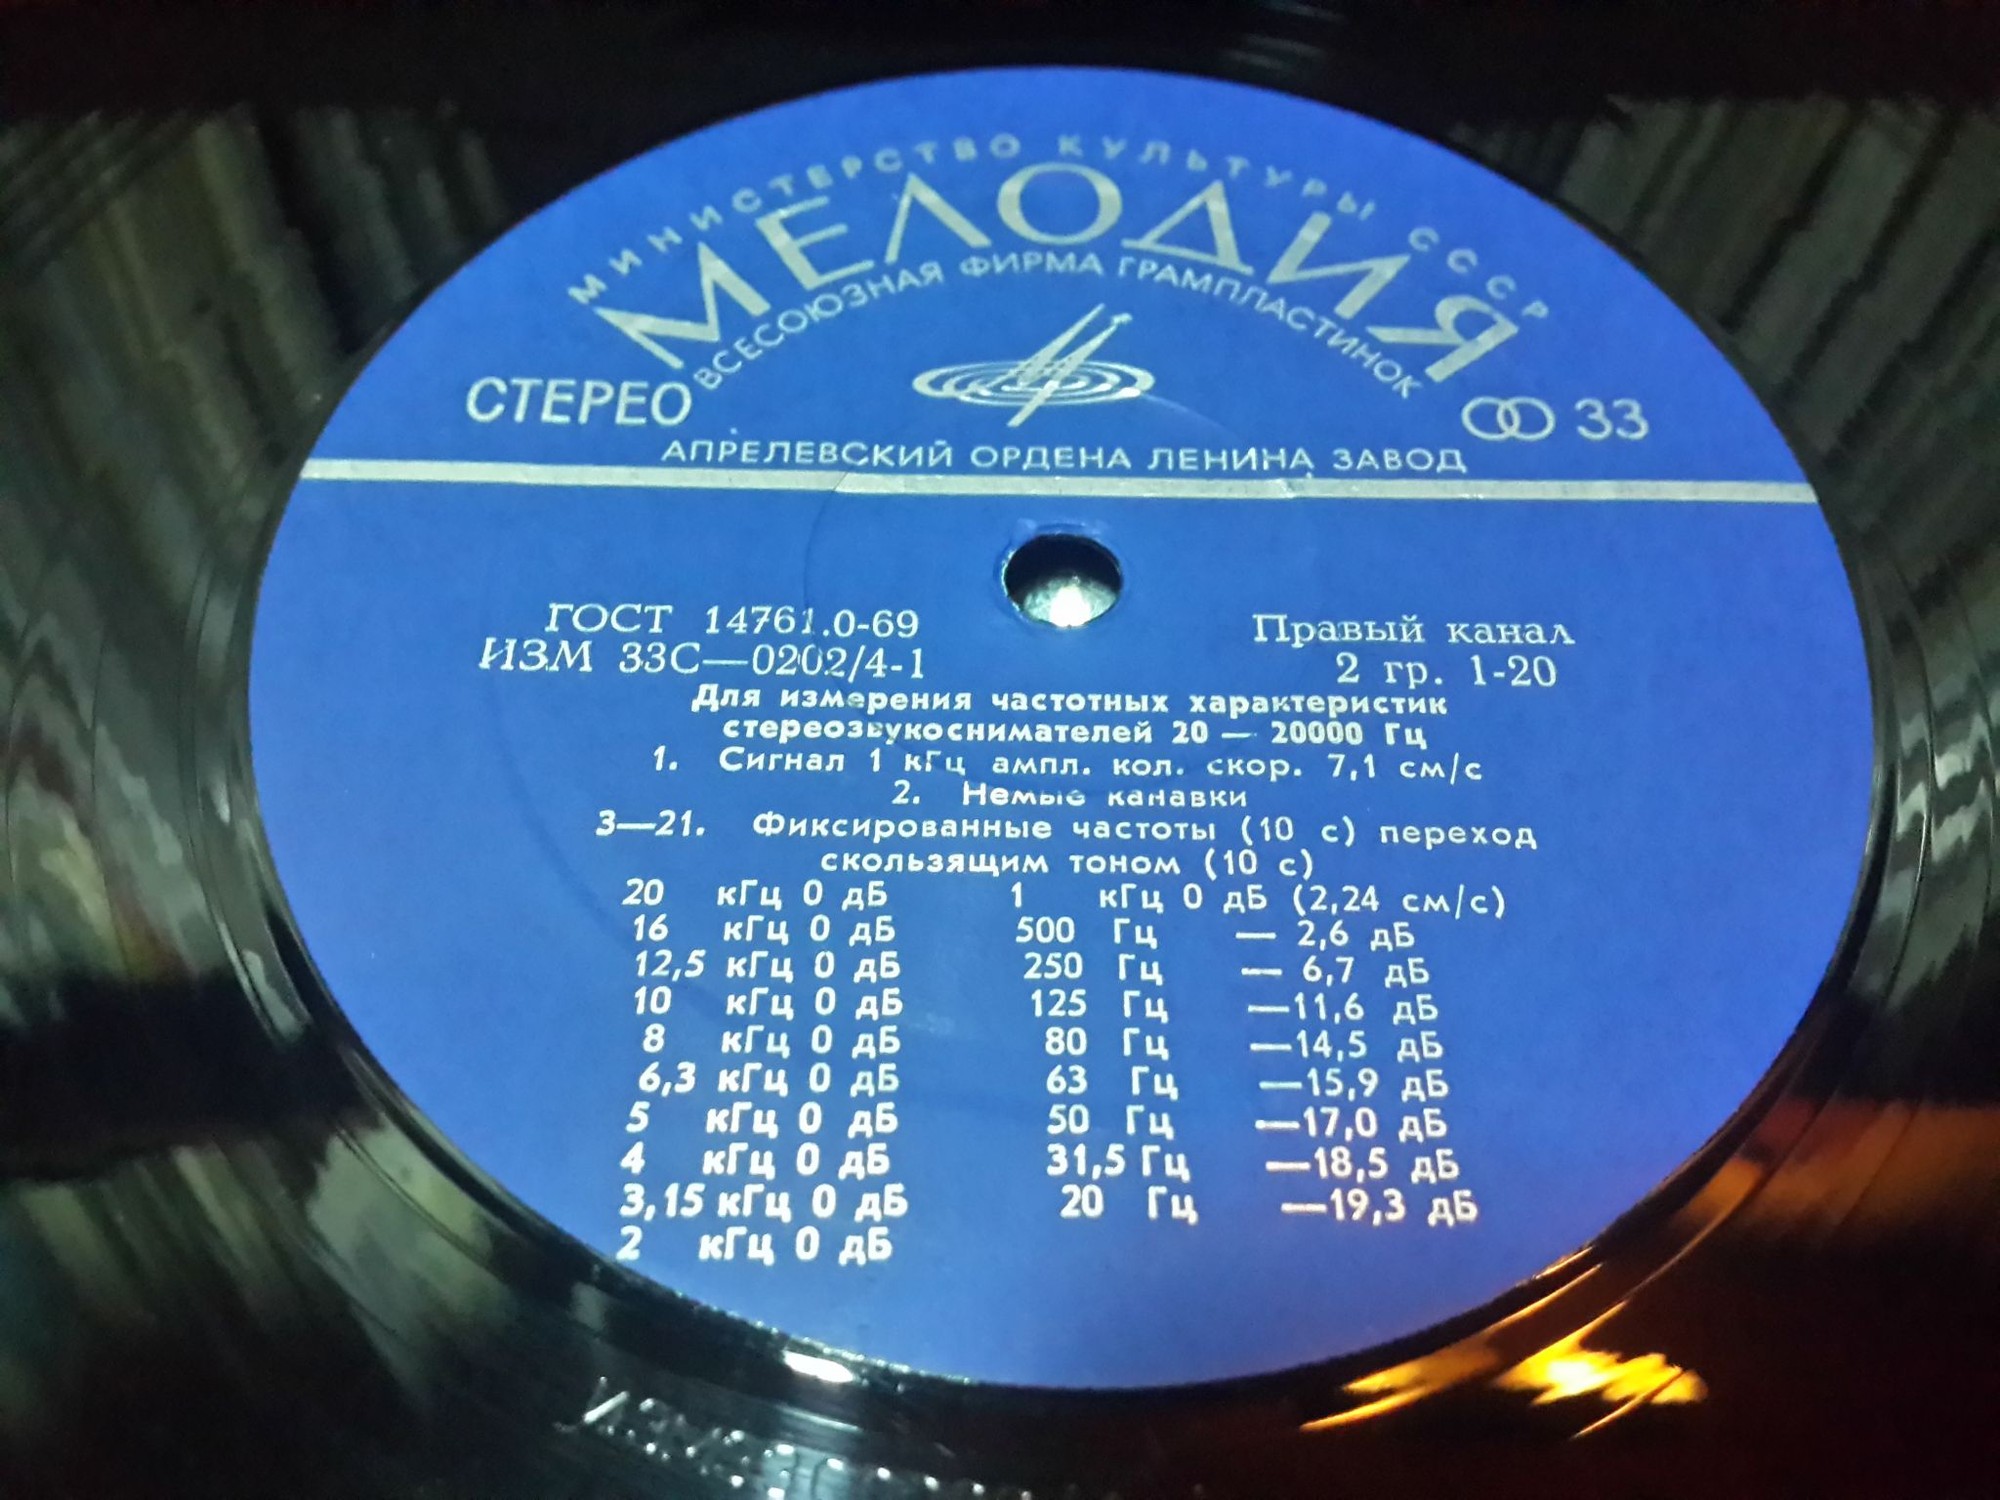 МИНИСТЕРСТВО КУЛЬТУРЫ СССР
МЕЛОДИЯ
ВСЕСОЮЗНАЯ ФИРМА ГРАМПЛАСТИНОК
СТЕРЕО
33
АПРЕЛЕВСКИЙ ОРДЕНА ЛЕНИНА ЗАВОД
ГОСТ 14761.0-69
ИЗМ 33С—0202/4-1
Правый канал
2 гр. 1-20
Для измерения частотных характеристик
стереозвукоснимателей 20 — 20000 Гц
1. Сигнал 1 кГц ампл. кол. скор. 7,1 см/с
2. Немые канавки
3—21. Фиксированные частоты (10 с) переход
скользящим тоном (10 с)
20 кГц 0 дБ 1 кГц 0 дБ (2,24 см/с)
16 кГц 0 дБ 500 Гц — 2,6 дБ
12,5 кГц 0 дБ 250 Гц — 6,7 дБ
10 кГц 0 дБ 125 Гц —11,6 дБ
8 кГц 0 дБ 80 Гц —14,5 дБ
6,3 кГц 0 дБ 63 Гц —15,9 дБ
5 кГц 0 дБ 50 Гц —17,0 дБ
4 кГц 0 дБ 31,5 Гц —18,5 дБ
3,15 кГц 0 дБ 20 Гц —19,3 дБ
2 кГц 0 дБ